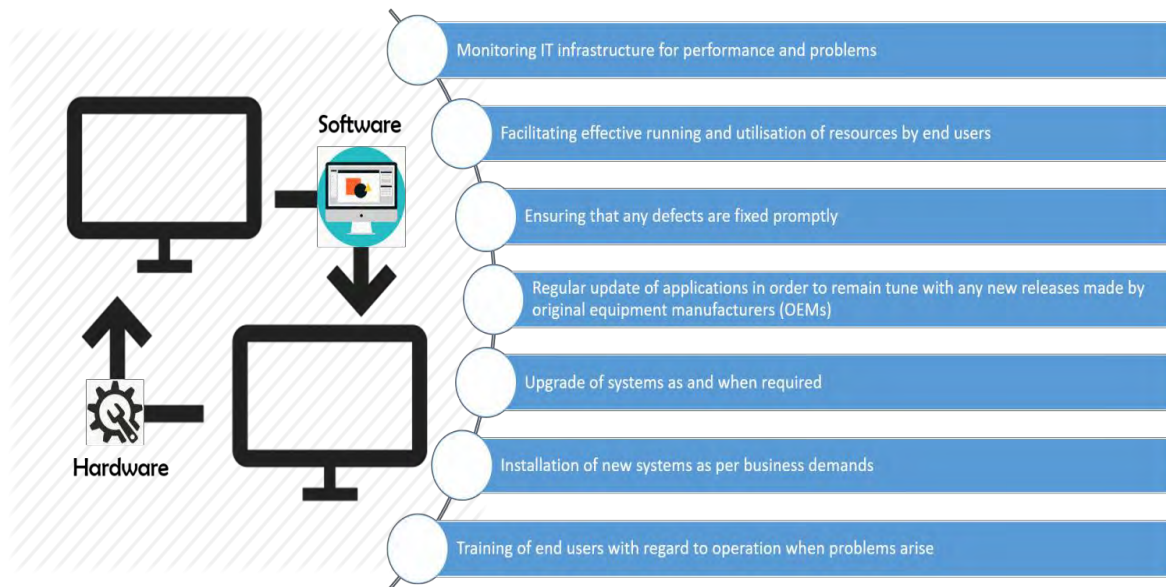 Software
Hardware
Monitoring IT infrastructure for performance and problems
Facilitating effective running and utilisation of resources by end users
Ensuring that any defects are fixed promptly
Regular update of applications in order to remain tune with any new releases made by
original equipment manufacturers (OEMs)
Upgrade of systems as and when required
Installation of new systems as per business demands
Training of end users with regard to operation when problems arise